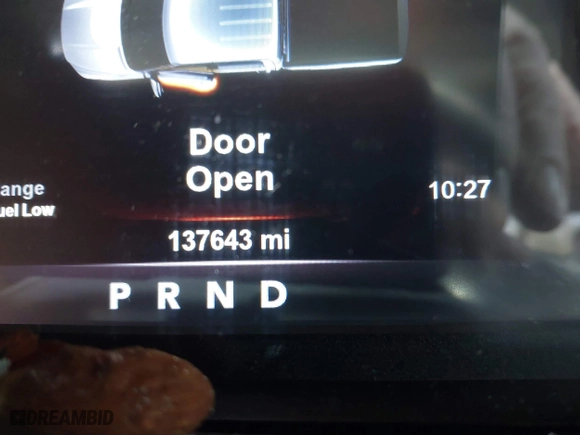 Door
Open
ange
uel Low
10:27
137643 mi
P R N D
DREAMBID